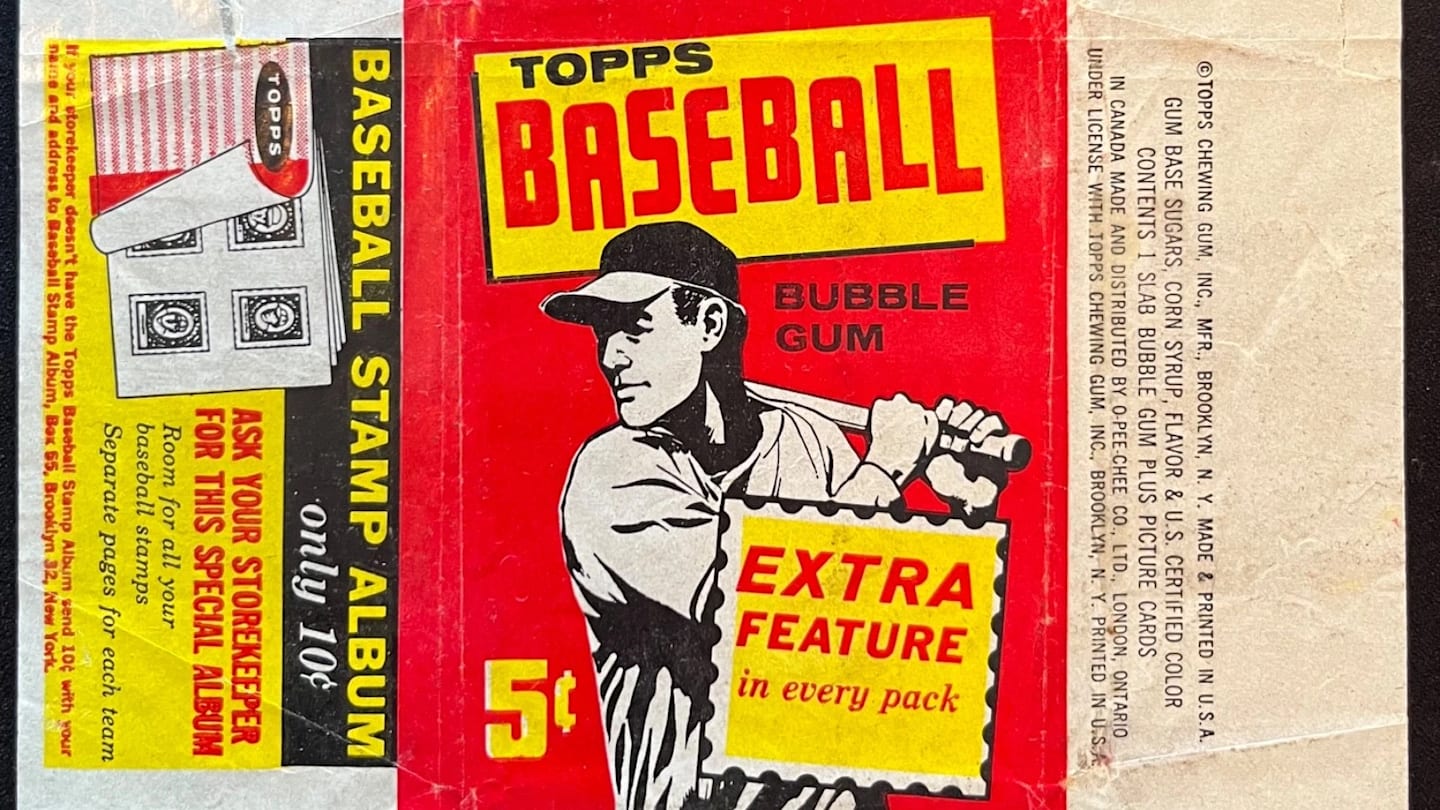 TOPPS
BASEBALL
BUBBLE
GUM
EXTRA
FEATURE
in every pack
5¢
BASEBALL STAMP ALBUM
only 10¢
TOPPS
ASK YOUR STOREKEEPER
FOR THIS SPECIAL ALBUM
Room for all your
baseball stamps
Separate pages for each team
If your storekeeper doesn't have the Topps Baseball Stamp Album send 10¢ with your
name and address to Baseball Stamp Album, Box 65, Brooklyn 32, New York.
©TOPPS CHEWING GUM, INC., MFR., BROOKLYN, N. Y. MADE & PRINTED IN U.S.A.
GUM BASE SUGARS, CORN SYRUP, FLAVOR & U.S. CERTIFIED COLOR
CONTENTS 1 SLAB BUBBLE GUM PLUS PICTURE CARDS
IN CANADA MADE AND DISTRIBUTED BY O-PEE-CHEE CO., LTD., LONDON, ONTARIO
UNDER LICENSE WITH TOPPS CHEWING GUM, INC., BROOKLYN, N. Y. PRINTED IN U.S.A.